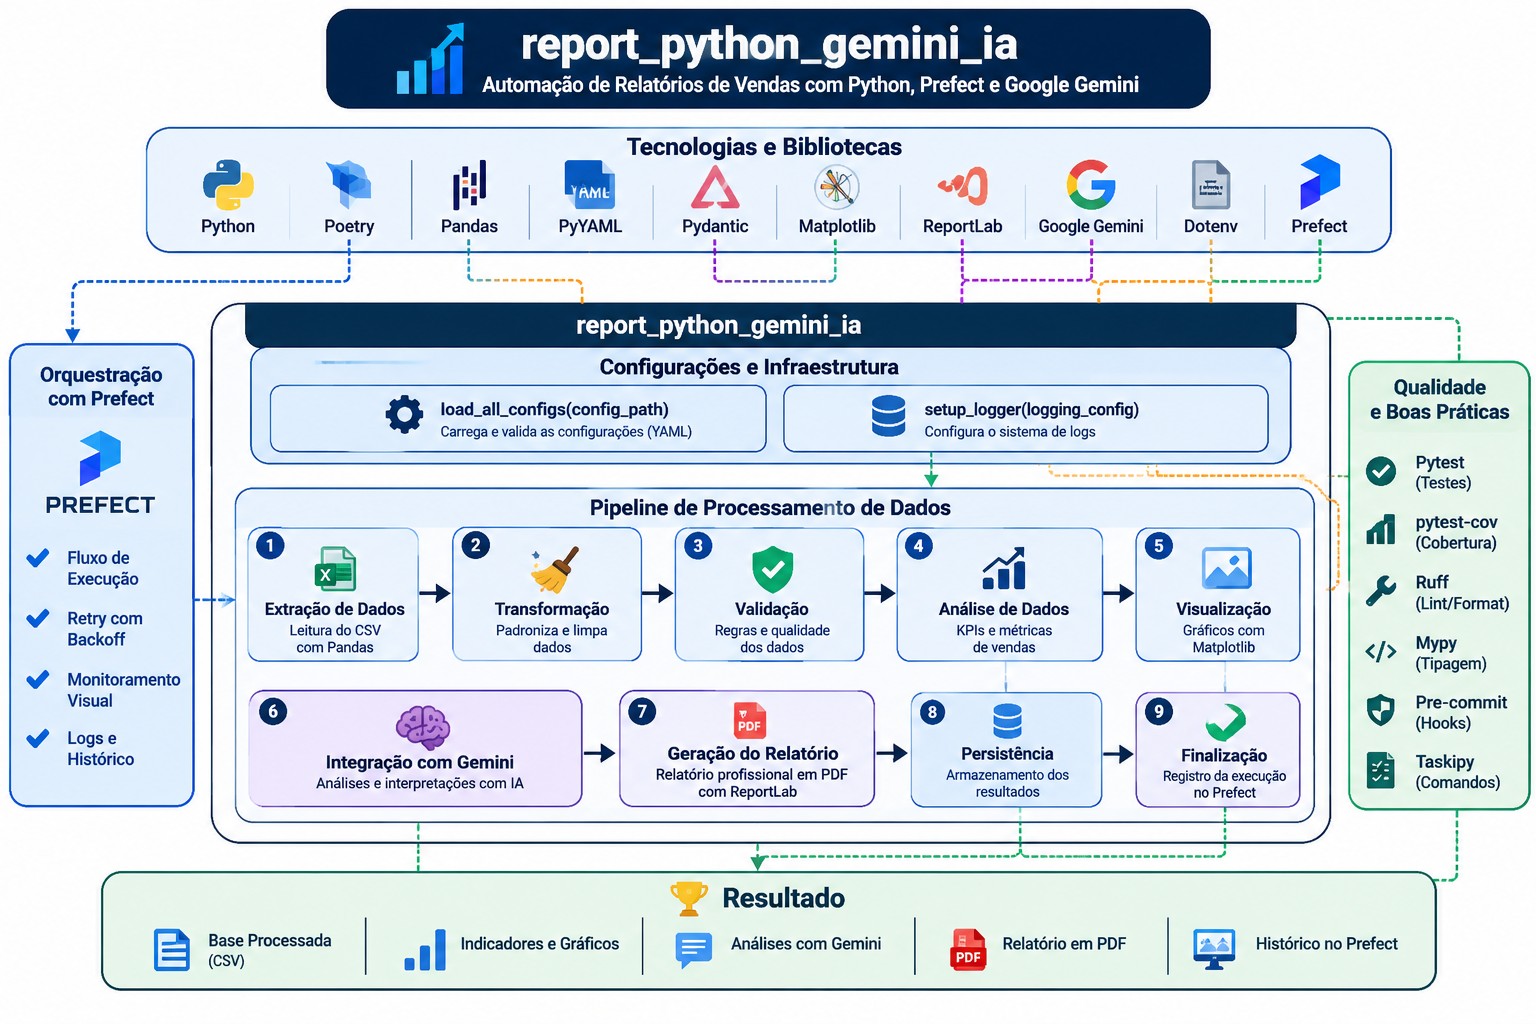 report_python_gemini_ia
Automação de Relatórios de Vendas com Python, Prefect e Google Gemini
Tecnologias e Bibliotecas
YAML
Python
Poetry
Pandas
PyYAML
Pydantic
Matplotlib
ReportLab
Google Gemini
Dotenv
Prefect
report_python_gemini_ia
Configurações e Infraestrutura
load_all_configs(config_path)
Carrega e valida as configurações (YAML)
setup_logger(logging_config)
Configura o sistema de logs
Orquestração
com Prefect
PREFECT
Fluxo de
Execução
Retry com
Backoff
Monitoramento
Visual
Logs e
Histórico
Pipeline de Processamento de Dados
1
X
Extração de Dados
Leitura do CSV
com Pandas
2
Transformação
Padroniza e limpa
dados
3
Validação
Regras e qualidade
dos dados
4
Análise de Dados
KPIs e métricas
de vendas
5
Visualização
Gráficos com
Matplotlib
6
Integração com Gemini
Análises e interpretações com IA
7
PDF
Geração do Relatório
Relatório profissional em PDF
com ReportLab
8
Persistência
Armazenamento dos
resultados
9
Finalização
Registro da execução
no Prefect
Qualidade
e Boas Práticas
Pytest
(Testes)
pytest-cov
(Cobertura)
Ruff
(Lint/Format)
Mypy
(Tipagem)
Pre-commit
(Hooks)
Taskipy
(Comandos)
Resultado
Base Processada
(CSV)
Indicadores e Gráficos
Análises com Gemini
PDF
Relatório em PDF
Histórico no Prefect